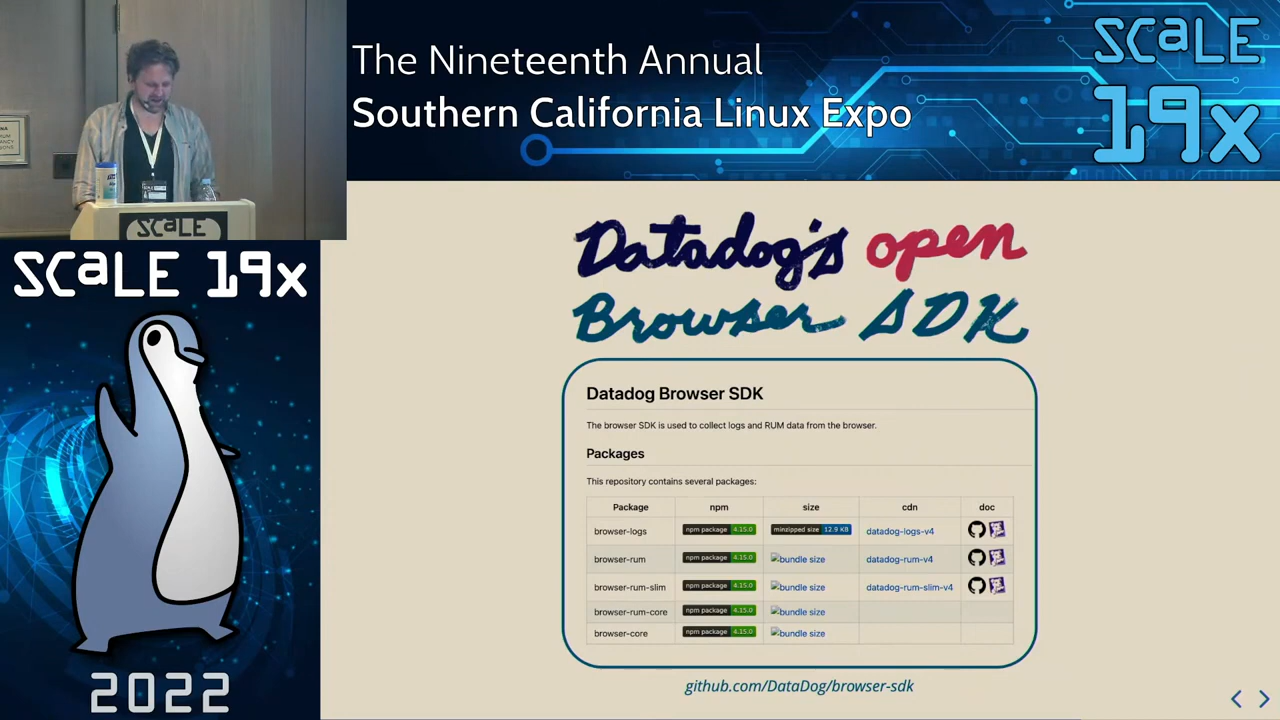 The Nineteenth Annual
Southern California Linux Expo
SCaLE
19x
SCALE
SCaLE 19x
2022
Datadog's open
Browser SDK
Datadog Browser SDK
The browser SDK is used to collect logs and RUM data from the browser.
Packages
This repository contains several packages:
Package npm size cdn doc
browser-logs npm package 4.15.0 minzipped size 12.9 KB datadog-logs-v4
browser-rum npm package 4.15.0 bundle size datadog-rum-v4
browser-rum-slim npm package 4.15.0 bundle size datadog-rum-slim-v4
browser-rum-core npm package 4.15.0 bundle size
browser-core npm package 4.15.0 bundle size
github.com/DataDog/browser-sdk